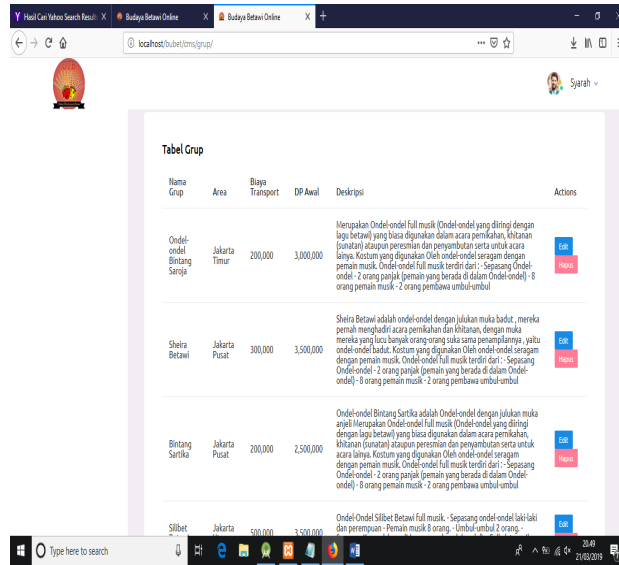 Hasil Cari Yahoo Search Result:
Budaya Betawi Online
Budaya Betawi Online
localhost/bubet/cms/grup/
Syarah
Tabel Grup
Nama Grup Area Biaya Transport DP Awal Deskripsi Actions
Ondel-ondel Bintang Saroja
Jakarta Timur
200,000
3,000,000
Merupakan Ondel-ondel full musik (Ondel-ondel yang diiringi dengan
lagu betawi) yang biasa digunakan dalam acara pernikahan, khitanan
(sunatan) ataupun peresmian dan penyambutan serta untuk acara
lainya. Kostum yang digunakan Oleh ondel-ondel seragam dengan
pemain musik. Ondel-ondel full musik terdiri dari : - Sepasang Ondel-
ondel - 2 orang panjak (pemain yang berada di dalam Ondel-ondel) - 8
orang pemain musik - 2 orang pembawa umbul-umbul
Edit
Hapus
Sheira Betawi
Jakarta Pusat
300,000
3,500,000
Sheira Betawi adalah ondel-ondel dengan julukan muka badut , mereka
pernah menghadiri acara pernikahan dan khitanan, dengan muka
mereka yang lucu banyak orang-orang suka sama penampilannya , yaitu
ondel-ondel badut. Kostum yang digunakan Oleh ondel-ondel seragam
dengan pemain musik. Ondel-ondel full musik terdiri dari : - Sepasang
Ondel-ondel - 2 orang panjak (pemain yang berada di dalam Ondel-
ondel) - 8 orang pemain musik - 2 orang pembawa umbul-umbul
Edit
Hapus
Bintang Sartika
Jakarta Pusat
200,000
2,500,000
Ondel-ondel Bintang Sartika adalah Ondel-ondel dengan julukan muka
anjeli Merupakan Ondel-ondel full musik (Ondel-ondel yang diiringi
dengan lagu betawi) yang biasa digunakan dalam acara pernikahan,
khitanan (sunatan) ataupun peresmian dan penyambutan serta untuk
acara lainya. Kostum yang digunakan Oleh ondel-ondel seragam
dengan pemain musik. Ondel-ondel full musik terdiri dari : - Sepasang
Ondel-ondel - 2 orang panjak (pemain yang berada di dalam Ondel-
ondel) - 8 orang pemain musik - 2 orang pembawa umbul-umbul
Edit
Hapus
Silibet
Jakarta
500,000
3,500,000
Ondel-Ondel Silibet Betawi full musik. - Sepasang ondel-ondel laki-laki
dan perempuan - Pemain musik 8 orang, - Umbul-umbul 2 orang, -
Edit
Type here to search
20.49
21/03/2019